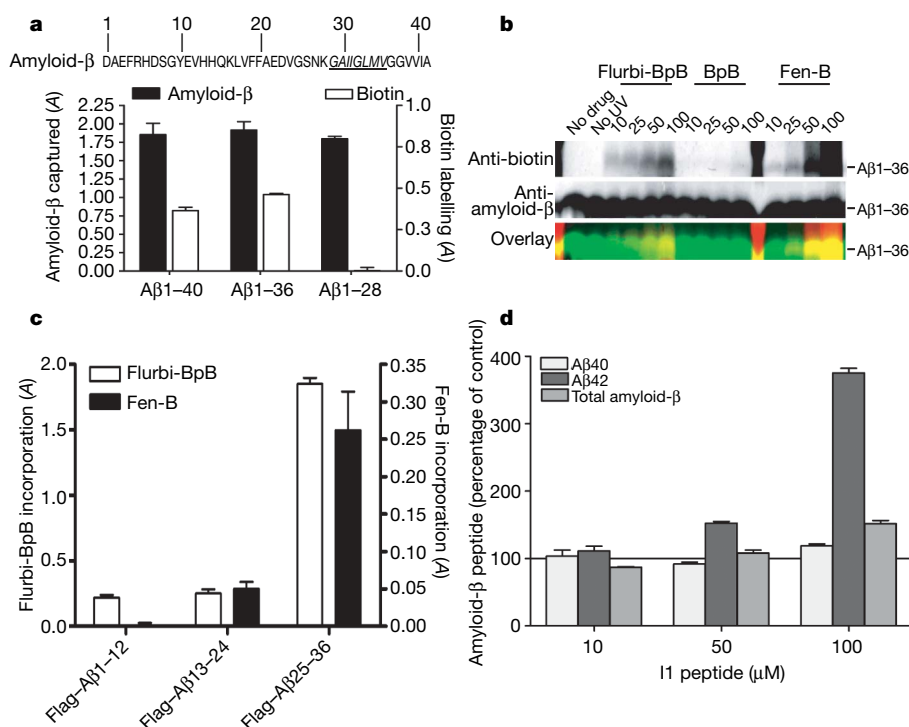 a
1 10 20 30 40
Amyloid-β DAEFRHDSGYEVHHQKLVFFAEDVGSNKGAIIGLMVGGVVIA
Amyloid-β
Biotin
Amyloid-β captured (A)
2.25
2.00
1.75
1.50
1.25
1.00
0.75
0.50
0.25
0.00
1.0
0.8
0.6
0.4
0.2
0.0
Biotin labelling (A)
Aβ1–40 Aβ1–36 Aβ1–28
b
Flurbi-BpB BpB Fen-B
No drug No UV 10 25 50 100 10 25 50 100 10 25 50 100
Anti-biotin
Aβ1–36
Anti-
amyloid-β
Aβ1–36
Overlay
Aβ1–36
c
Flurbi-BpB
Fen-B
Flurbi-BpB incorporation (A)
2.0
1.5
1.0
0.5
0
0.35
0.30
0.25
0.20
0.15
0.10
0.05
0.00
Fen-B incorporation (A)
Flag–Aβ1–12 Flag–Aβ13–24 Flag–Aβ25–36
d
Aβ40
Aβ42
Total amyloid-β
Amyloid-β peptide (percentage of control)
400
300
200
100
0
10 50 100
I1 peptide (μM)